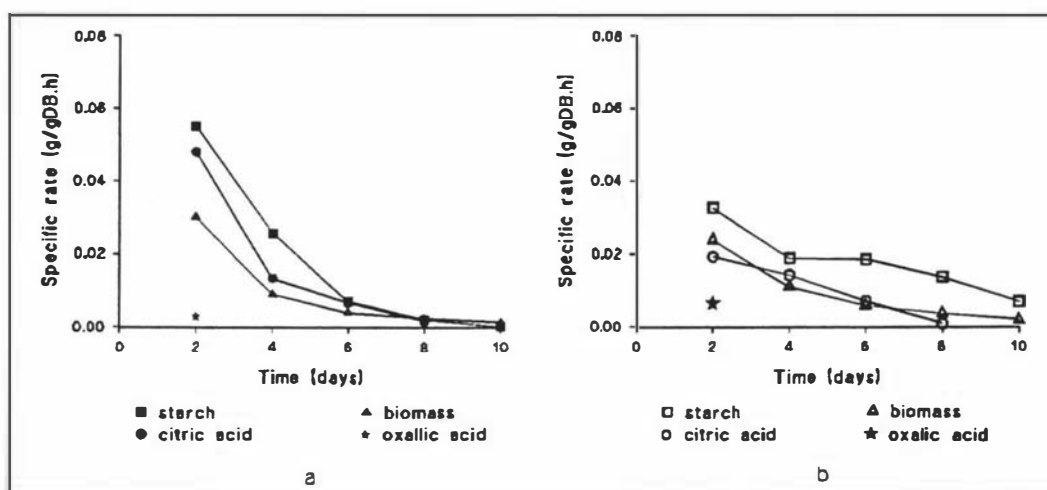 0.08
0.06
0.04
0.02
0.00
Specific rate (g/gDB.h)
0 2 4 6 8 10
Time (days)
starch
biomass
citric acid
oxallic acid
a
0.08
0.06
0.04
0.02
0.00
Specific rate (g/gDB.h)
0 2 4 6 8 10
Time (days)
starch
biomass
citric acid
oxalic acid
b